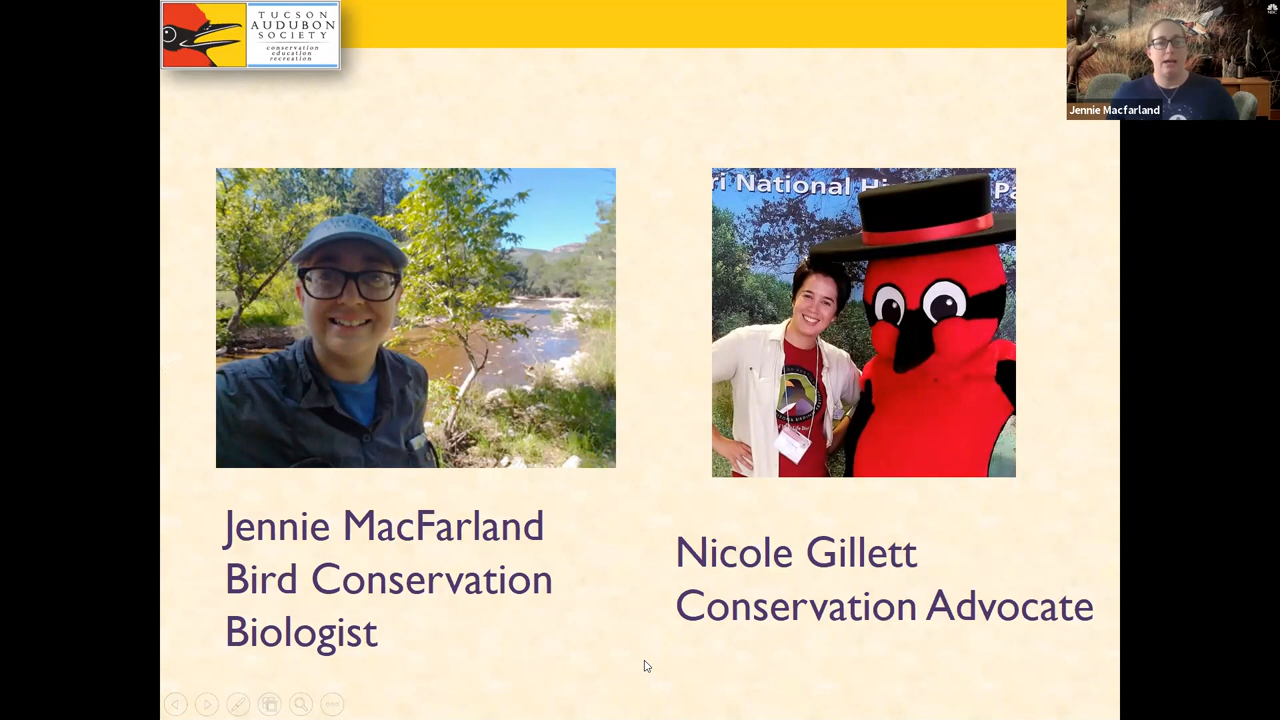 TUCSON
AUDUBON
SOCIETY
conservation
education
recreation
Jennie Macfarland
ri National Hi
Pa
Jennie MacFarland
Bird Conservation
Biologist
Nicole Gillett
Conservation Advocate